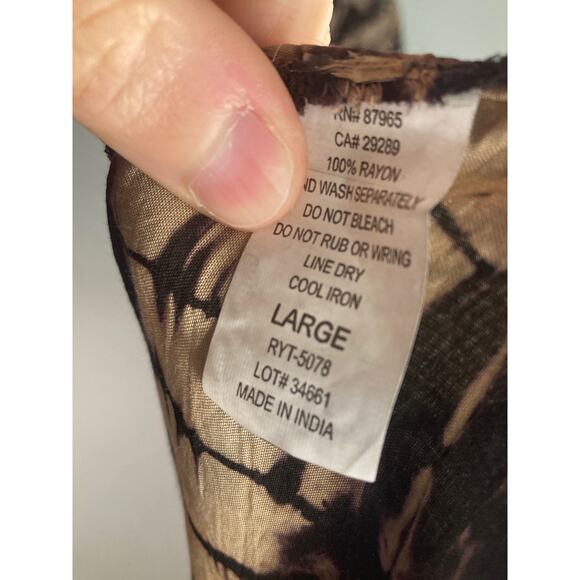 RN# 87965
CA# 29289
100% RAYON
ND WASH SEPARATELY
DO NOT BLEACH
DO NOT RUB OR WRING
LINE DRY
COOL IRON
LARGE
RYT-5078
LOT# 34661
MADE IN INDIA